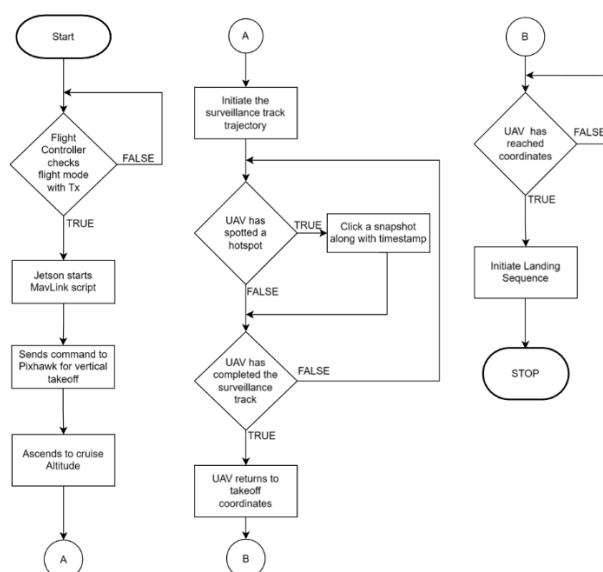 Start
Flight
Controller
checks
flight mode
with Tx
FALSE
TRUE
Jetson starts
MavLink script
Sends command to
Pixhawk for vertical
takeoff
Ascends to cruise
Altitude
A
A
Initiate the
surveillance track
trajectory
UAV has
spotted a
hotspot
TRUE
Click a snapshot
along with timestamp
FALSE
UAV has
completed the
surveillance
track
FALSE
TRUE
UAV returns to
takeoff
coordinates
B
B
UAV has
reached
coordinates
FALSE
TRUE
Initiate Landing
Sequence
STOP